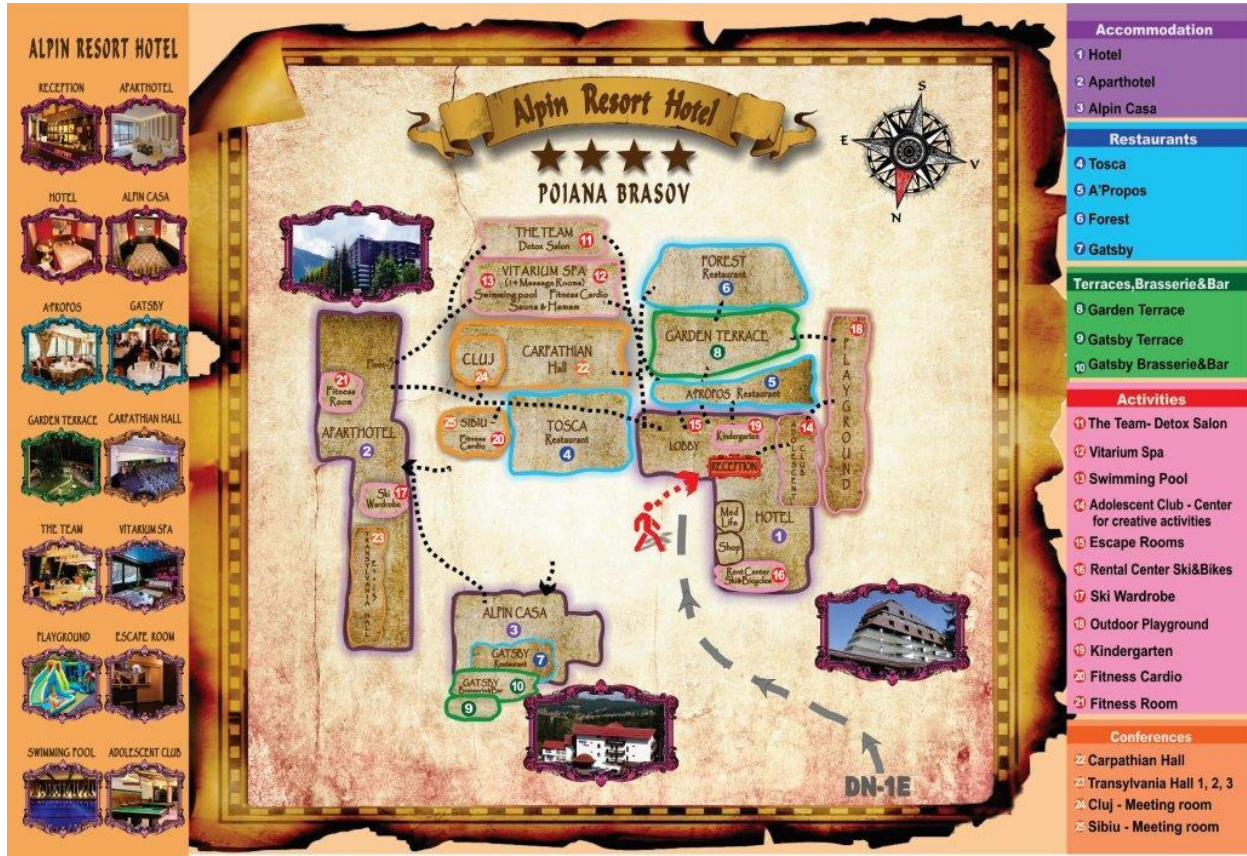 ALPIN RESORT HOTEL
RECEPTION
APARTHOTEL
HOTEL
ALPIN CASA
A'PROPOS
GATSBY
GARDEN TERRACE
CARPATHIAN HALL
THE TEAM
VITARIUM SPA
PLAYGROUND
ESCAPE ROOM
SWIMMING POOL
ADOLESCENT CLUB
Alpin Resort Hotel
POIANA BRASOV
S
E
V
N
THE TEAM
Detox Salon
11
13
VITARIUM SPA
12
(14 Massage Rooms)
Swimming pool Fitness Cardio
Sauna & Hamam
FOREST
Restaurant
6
GARDEN TERRACE
8
18
PLAYGROUND
CLUJ
24
CARPATHIAN
Hall 22
5
A'PROPOS Restaurant
Floor-5
21
Fitness
Room
APARTHOTEL
2
25 SIBIU -
Fitness
Cardio
20
TOSCA
Restaurant
4
15
LOBBY
19
Kindergarten
RECEPTION
14
ADOLESCENT
CLUB
Ski
Wardrobe
17
23
TRANSYLVANIA
HALL
Med
Life
HOTEL
1
Shop
Rent Center
Ski&Bicycles
16
ALPIN CASA
3
GATSBY
Restaurant
7
GATSBY
Brasserie&Bar
10
9
DN-1E
Accommodation
1 Hotel
2 Aparthotel
3 Alpin Casa
Restaurants
4 Tosca
5 A'Propos
6 Forest
7 Gatsby
Terraces,Brasserie&Bar
8 Garden Terrace
9 Gatsby Terrace
10 Gatsby Brasserie&Bar
Activities
11 The Team- Detox Salon
12 Vitarium Spa
13 Swimming Pool
14 Adolescent Club - Center
for creative activities
15 Escape Rooms
16 Rental Center Ski&Bikes
17 Ski Wardrobe
18 Outdoor Playground
19 Kindergarten
20 Fitness Cardio
21 Fitness Room
Conferences
22 Carpathian Hall
23 Transylvania Hall 1, 2, 3
24 Cluj - Meeting room
25 Sibiu - Meeting room